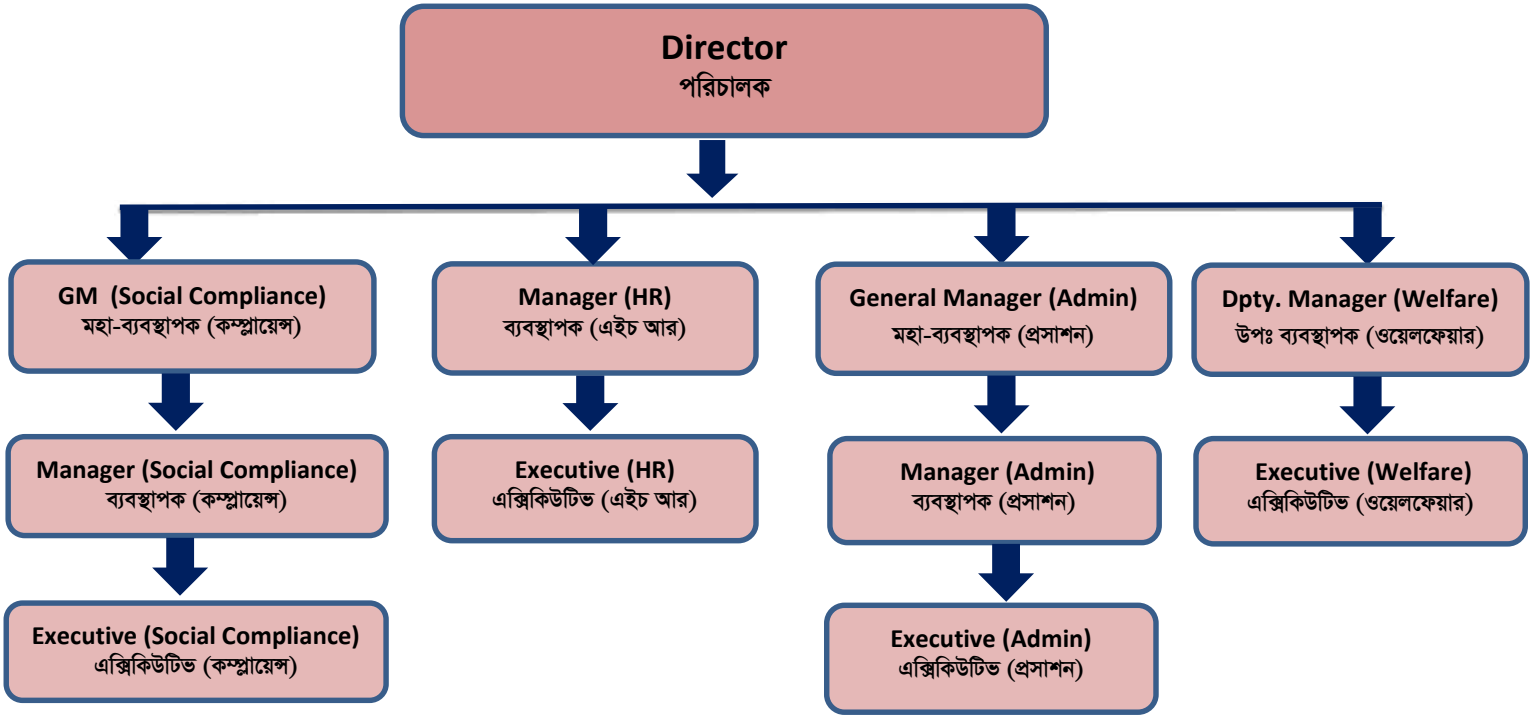 Director
পরিচালক
GM (Social Compliance)
মহা-ব্যবস্থাপক (কম্প্লায়েন্স)
Manager (HR)
ব্যবস্থাপক (এইচ আর)
General Manager (Admin)
মহা-ব্যবস্থাপক (প্রসাশন)
Dpty. Manager (Welfare)
উপঃ ব্যবস্থাপক (ওয়েলফেয়ার)
Manager (Social Compliance)
ব্যবস্থাপক (কম্প্লায়েন্স)
Executive (HR)
এক্সিকিউটিভ (এইচ আর)
Manager (Admin)
ব্যবস্থাপক (প্রসাশন)
Executive (Welfare)
এক্সিকিউটিভ (ওয়েলফেয়ার)
Executive (Social Compliance)
এক্সিকিউটিভ (কম্প্লায়েন্স)
Executive (Admin)
এক্সিকিউটিভ (প্রসাশন)